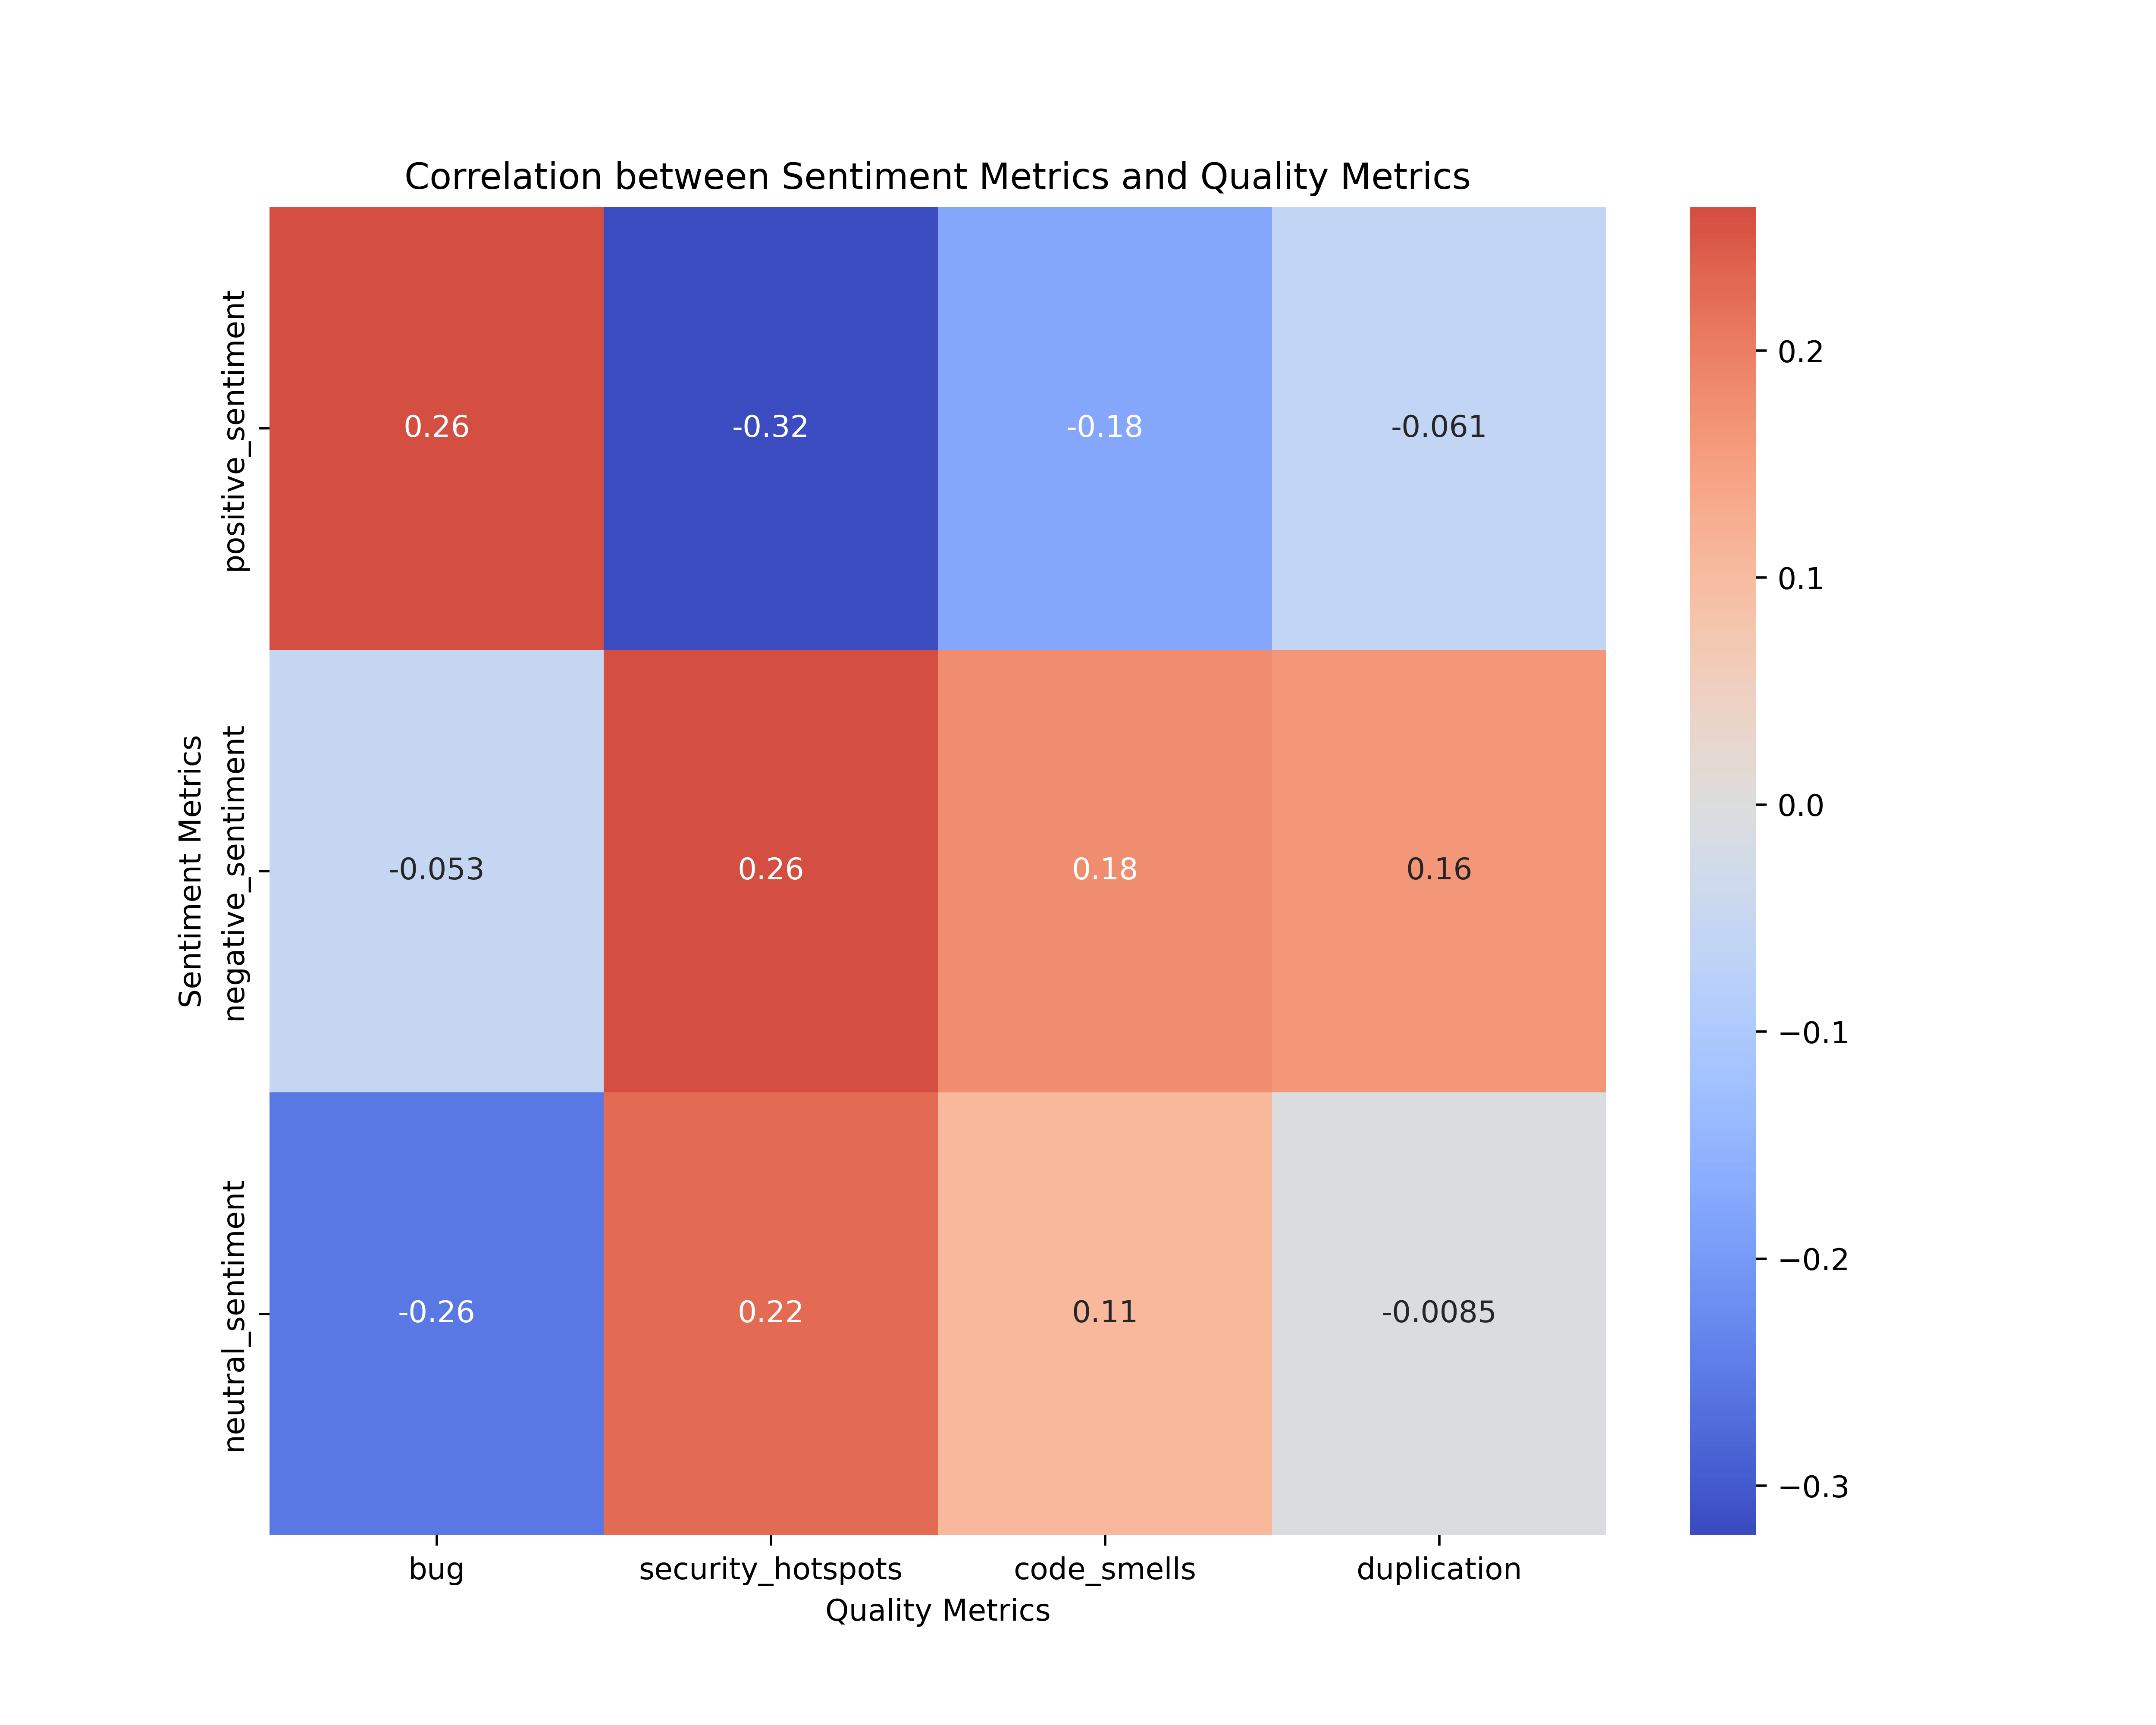 Correlation between Sentiment Metrics and Quality Metrics
Sentiment Metrics
positive_sentiment
0.26 -0.32 -0.18 -0.061
negative_sentiment
-0.053 0.26 0.18 0.16
neutral_sentiment
-0.26 0.22 0.11 -0.0085
bug security_hotspots code_smells duplication
Quality Metrics
0.2
0.1
0.0
−0.1
−0.2
−0.3